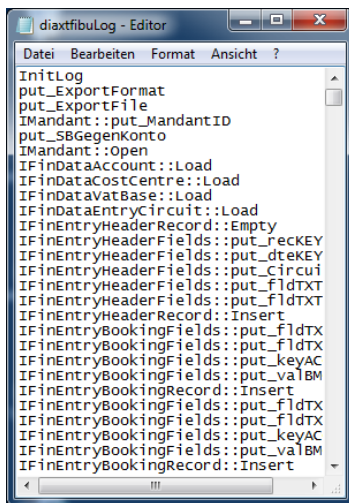 diaxtfibuLog - Editor
Datei Bearbeiten Format Ansicht ?
InitLog
put_ExportFormat
put_ExportFile
IMandant::put_MandantID
put_SBGegenKonto
IMandant::Open
IFinDataAccount::Load
IFinDataCostCentre::Load
IFinDataVatBase::Load
IFinDataEntryCircuit::Load
IFinEntryHeaderRecord::Empty
IFinEntryHeaderFields::put_recKEY
IFinEntryHeaderFields::put_dteKEY
IFinEntryHeaderFields::put_Circui
IFinEntryHeaderFields::put_fldTXT
IFinEntryHeaderFields::put_fldTXT
IFinEntryHeaderRecord::Insert
IFinEntryBookingFields::put_fldTX
IFinEntryBookingFields::put_fldTX
IFinEntryBookingFields::put_keyAC
IFinEntryBookingFields::put_valBM
IFinEntryBookingRecord::Insert
IFinEntryBookingFields::put_fldTX
IFinEntryBookingFields::put_fldTX
IFinEntryBookingFields::put_keyAC
IFinEntryBookingFields::put_valBM
IFinEntryBookingRecord::Insert